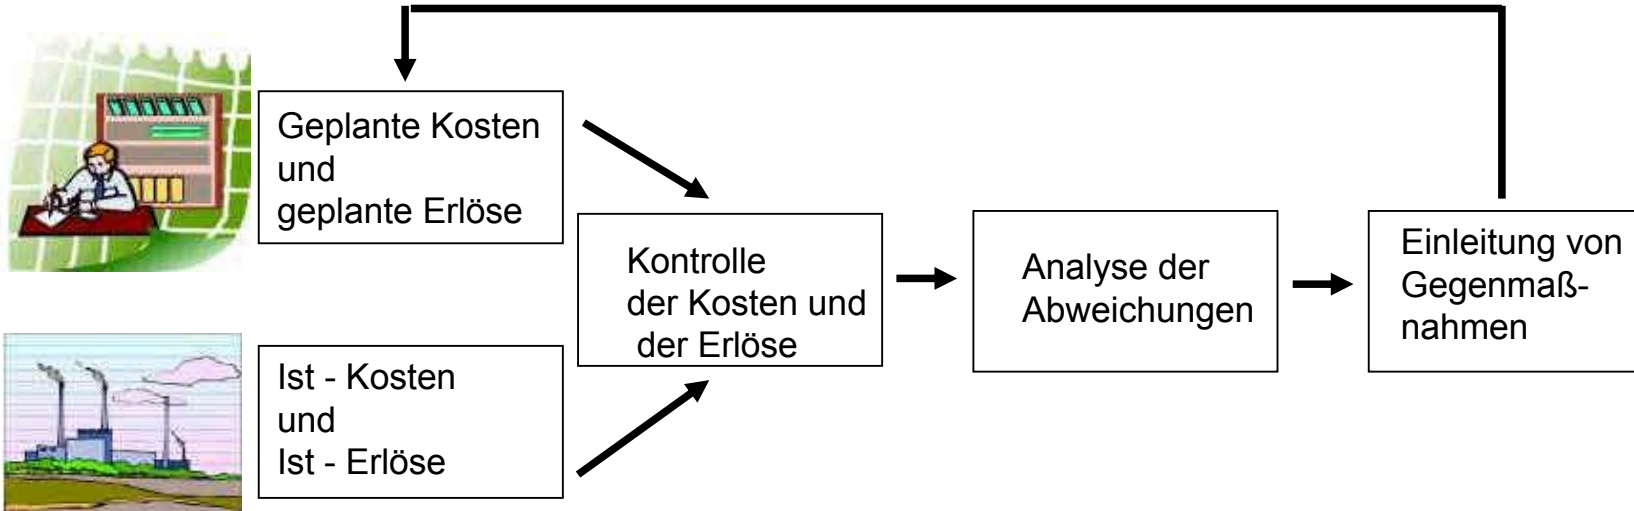 Geplante Kosten
und
geplante Erlöse
Ist - Kosten
und
Ist - Erlöse
Kontrolle
der Kosten und
der Erlöse
Analyse der
Abweichungen
Einleitung von
Gegenmaß-
nahmen